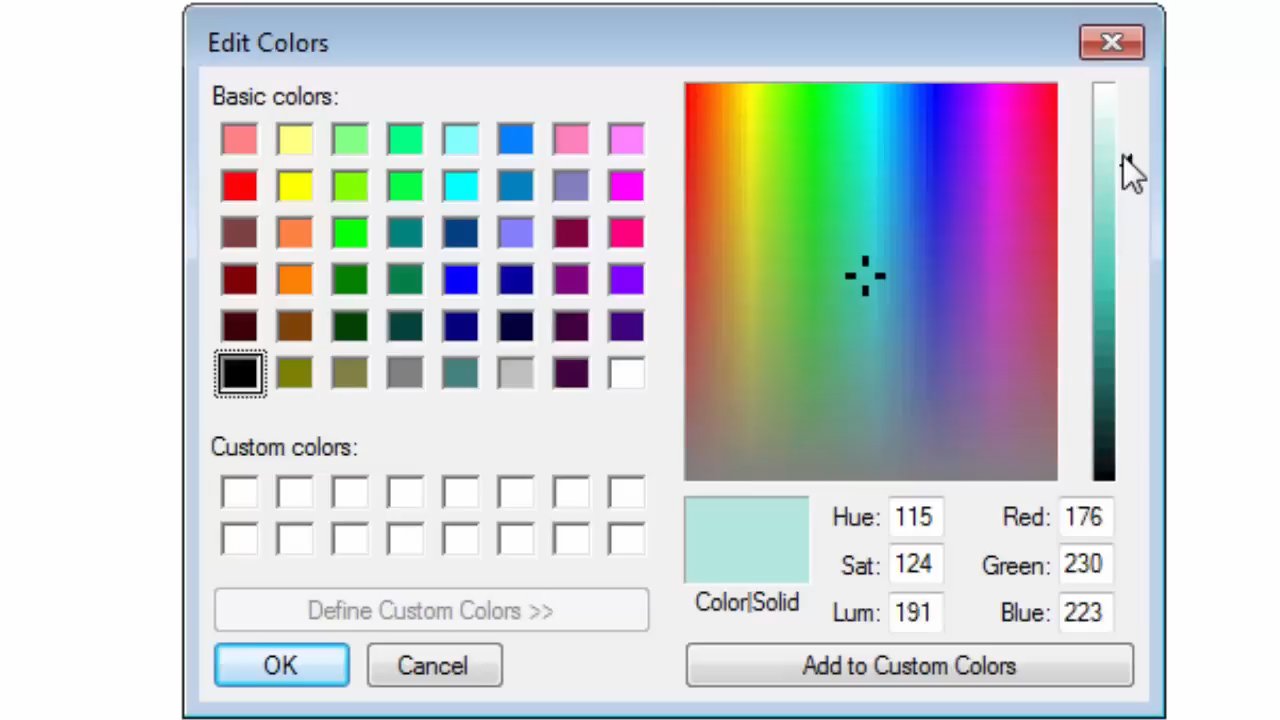 Edit Colors
Basic colors:
Custom colors:
Define Custom Colors >>
OK
Cancel
Color|Solid
Hue: 115
Sat: 124
Lum: 191
Red: 176
Green: 230
Blue: 223
Add to Custom Colors